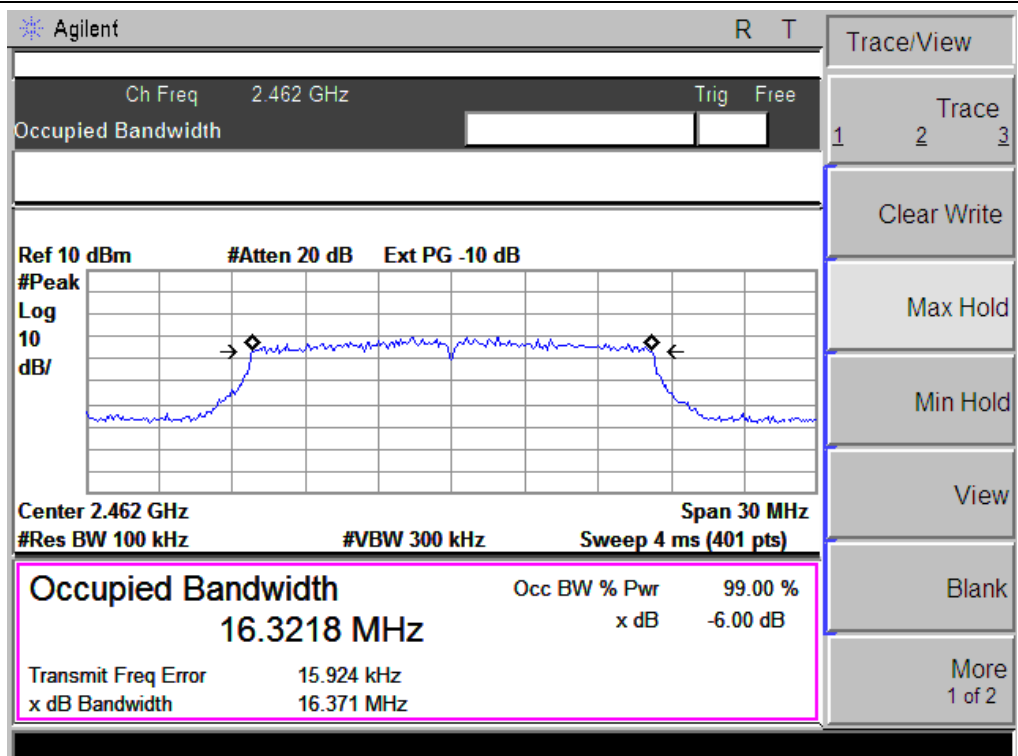 Agilent R T
Trace/View
Ch Freq 2.462 GHz Trig Free
Occupied Bandwidth
Trace
1 2 3
Clear Write
Ref 10 dBm #Atten 20 dB Ext PG -10 dB
#Peak
Log
10
dB/
Max Hold
Min Hold
View
Center 2.462 GHz Span 30 MHz
#Res BW 100 kHz #VBW 300 kHz Sweep 4 ms (401 pts)
Occupied Bandwidth Occ BW % Pwr 99.00 %
16.3218 MHz x dB -6.00 dB
Blank
Transmit Freq Error 15.924 kHz
x dB Bandwidth 16.371 MHz
More
1 of 2